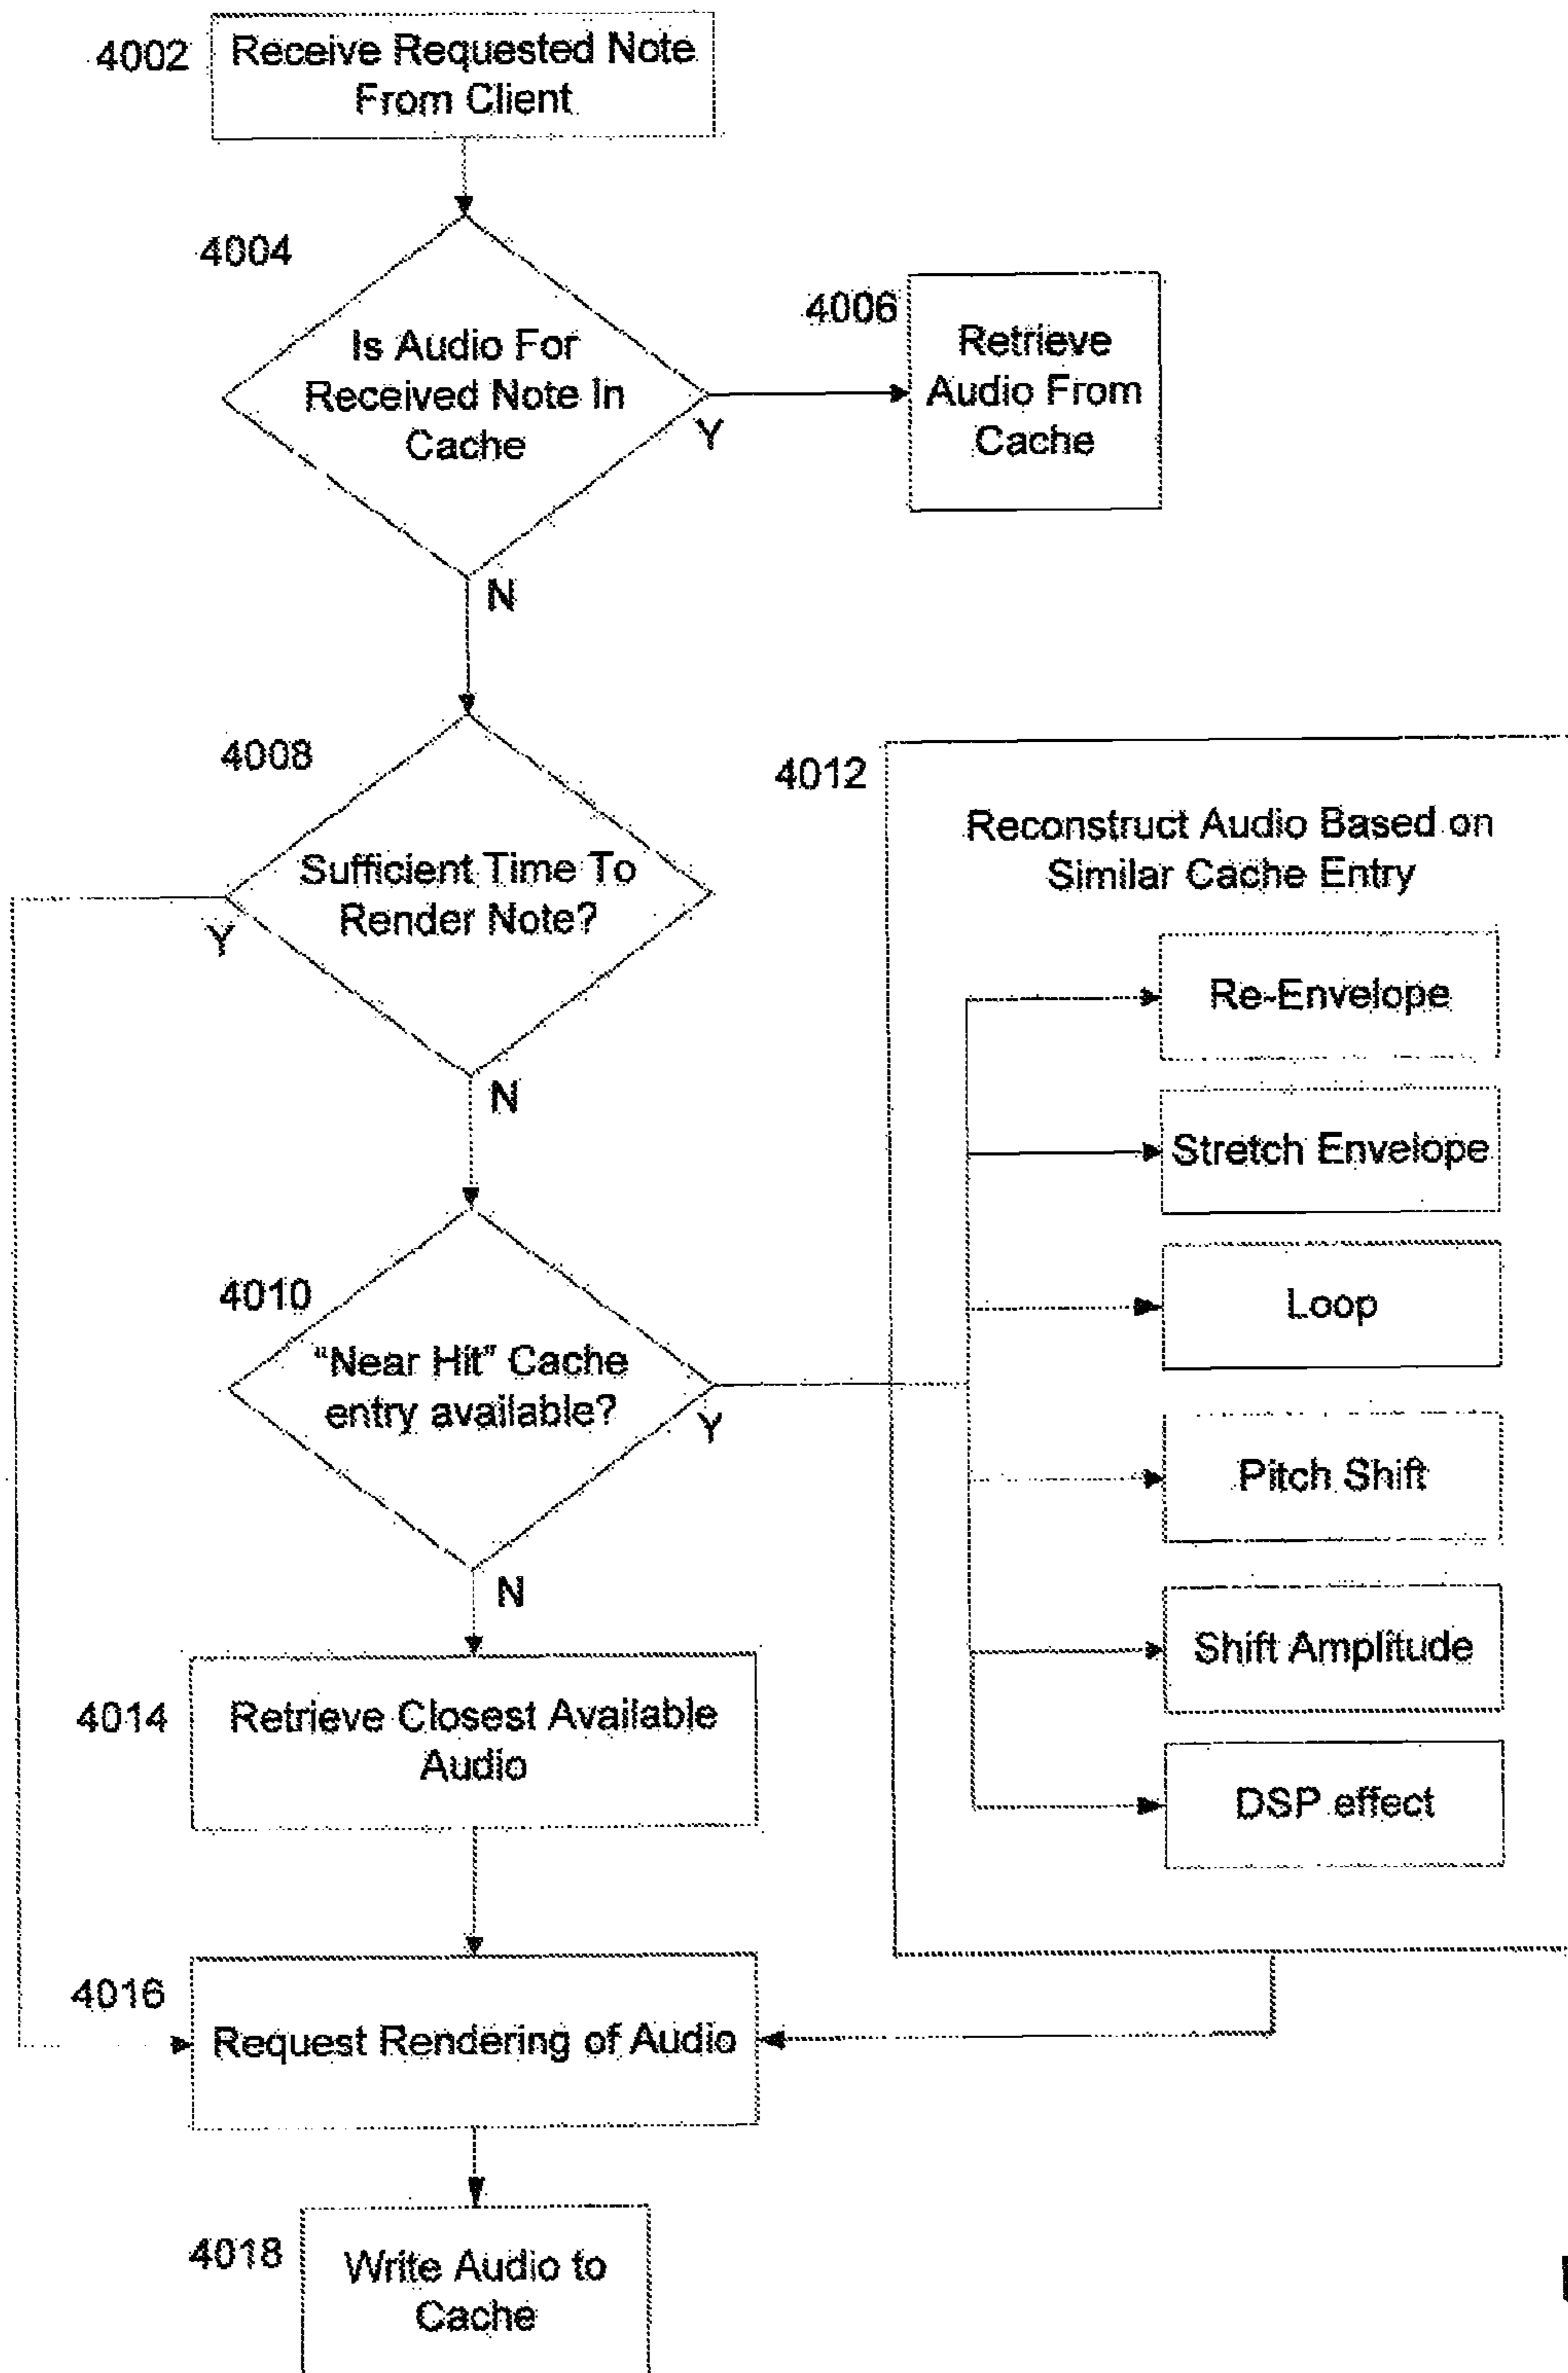 4002
Receive Requested Note
From Client
4004
Is Audio For
Received Note In
Cache
Y
N
4006
Retrieve
Audio From
Cache
4008
Sufficient Time To
Render Note?
Y
N
4010
"Near Hit" Cache
entry available?
Y
N
4012
Reconstruct Audio Based on
Similar Cache Entry
Re-Envelope
Stretch Envelope
Loop
Pitch Shift
Shift Amplitude
DSP effect
4014
Retrieve Closest Available
Audio
4016
Request Rendering of Audio
4018
Write Audio to
Cache